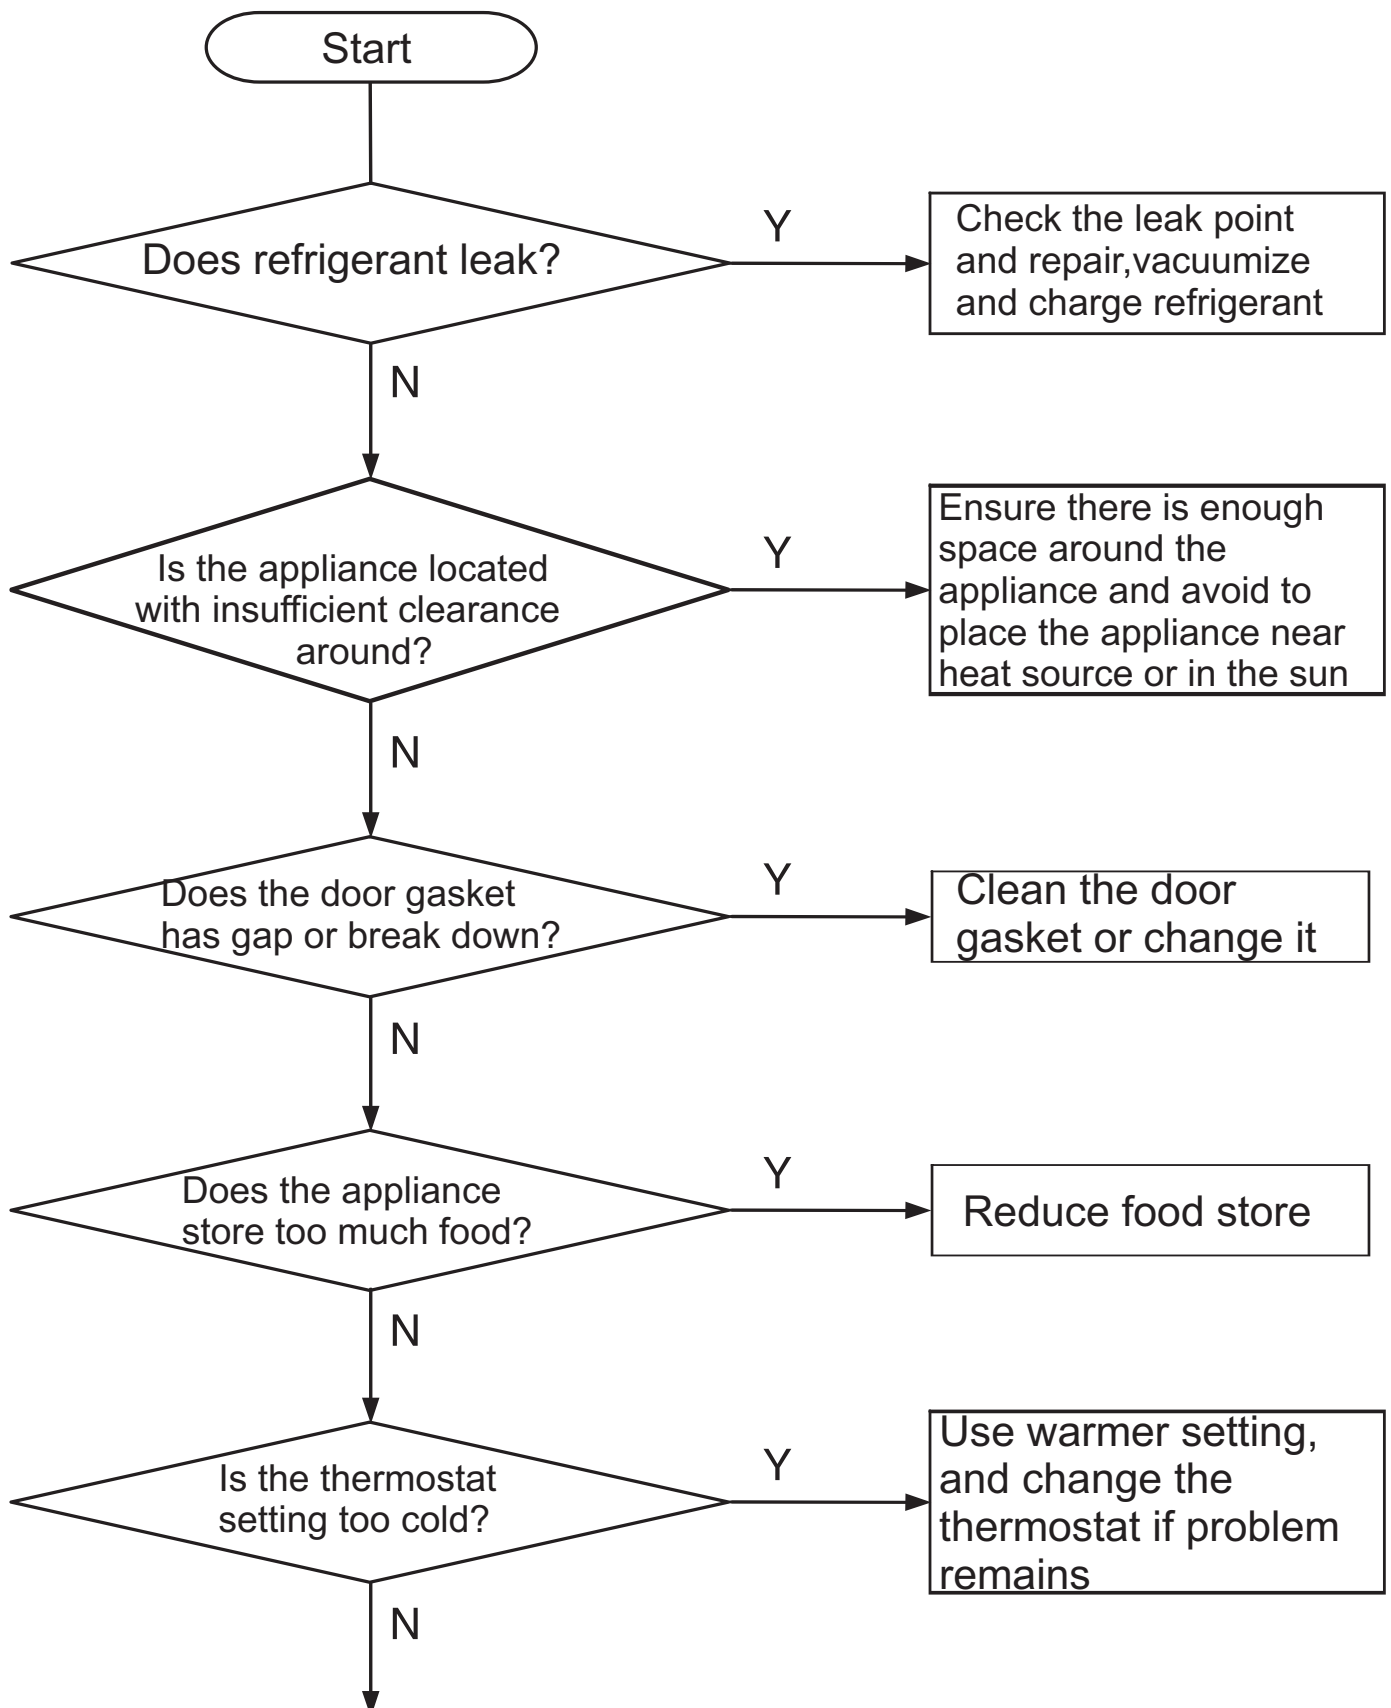 Start
Does refrigerant leak?
Y
Check the leak point
and repair,vacuumize
and charge refrigerant
N
Is the appliance located
with insufficient clearance
around?
Y
Ensure there is enough
space around the
appliance and avoid to
place the appliance near
heat source or in the sun
N
Does the door gasket
has gap or break down?
Y
Clean the door
gasket or change it
N
Does the appliance
store too much food?
Y
Reduce food store
N
Is the thermostat
setting too cold?
Y
Use warmer setting,
and change the
thermostat if problem
remains
N